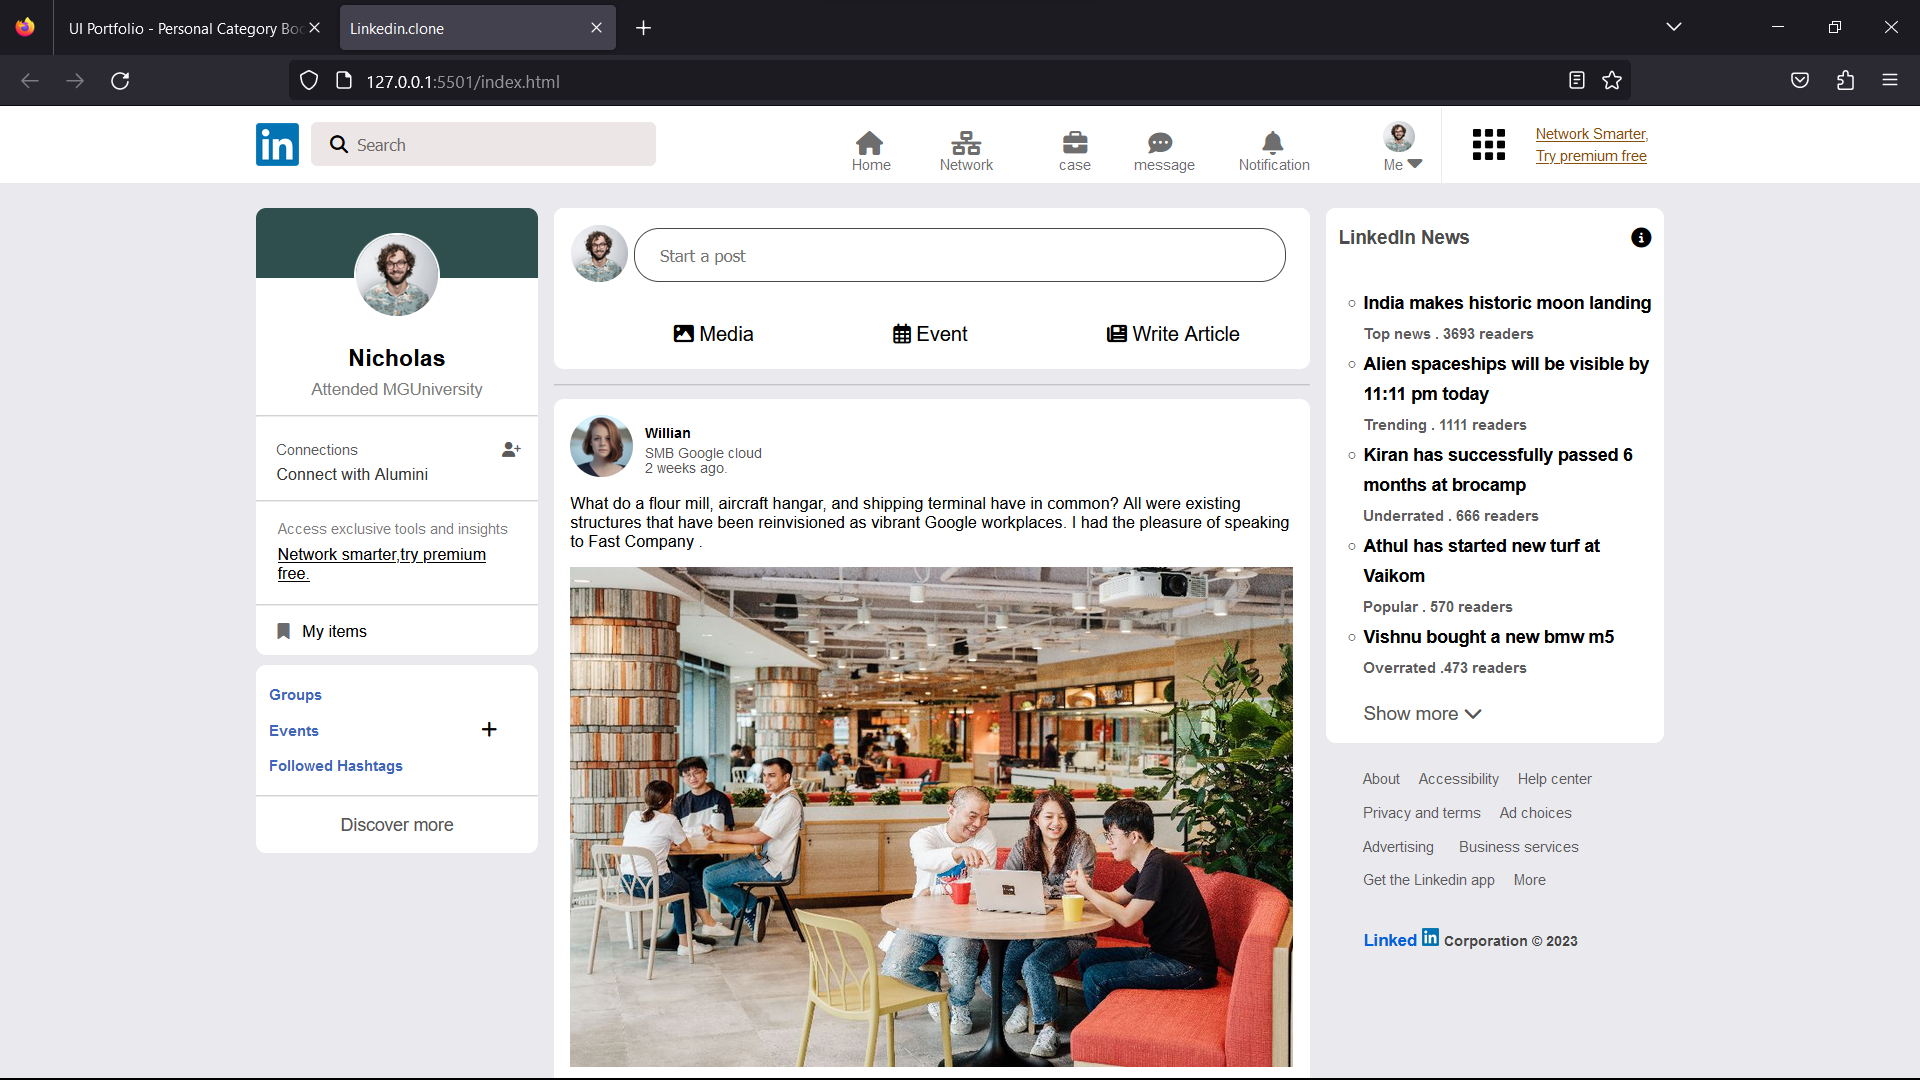 UI Portfolio - Personal Category Boo
Linkedin.clone
127.0.0.1:5501/index.html
in
Search
Home
Network
case
message
Notification
Me
Network Smarter,
Try premium free
Nicholas
Attended MGUniversity
Connections
Connect with Alumini
Access exclusive tools and insights
Network smarter,try premium
free.
My items
Groups
Events
Followed Hashtags
Discover more
Start a post
Media
Event
Write Article
Willian
SMB Google cloud
2 weeks ago.
What do a flour mill, aircraft hangar, and shipping terminal have in common? All were existing
structures that have been reinvisioned as vibrant Google workplaces. I had the pleasure of speaking
to Fast Company .
LinkedIn News
India makes historic moon landing
Top news . 3693 readers
Alien spaceships will be visible by
11:11 pm today
Trending . 1111 readers
Kiran has successfully passed 6
months at brocamp
Underrated . 666 readers
Athul has started new turf at
Vaikom
Popular . 570 readers
Vishnu bought a new bmw m5
Overrated .473 readers
Show more
About Accessibility Help center
Privacy and terms Ad choices
Advertising Business services
Get the Linkedin app More
Linked in Corporation © 2023